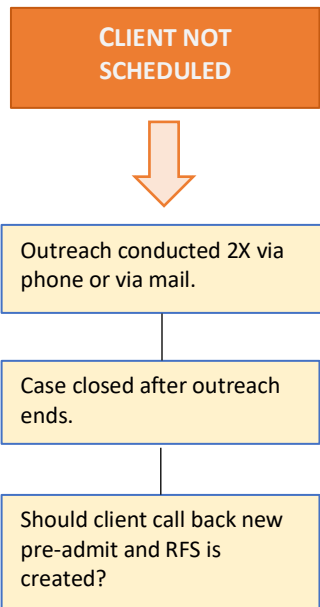 CLIENT NOT
SCHEDULED
Outreach conducted 2X via
phone or via mail.
Case closed after outreach
ends.
Should client call back new
pre-admit and RFS is
created?